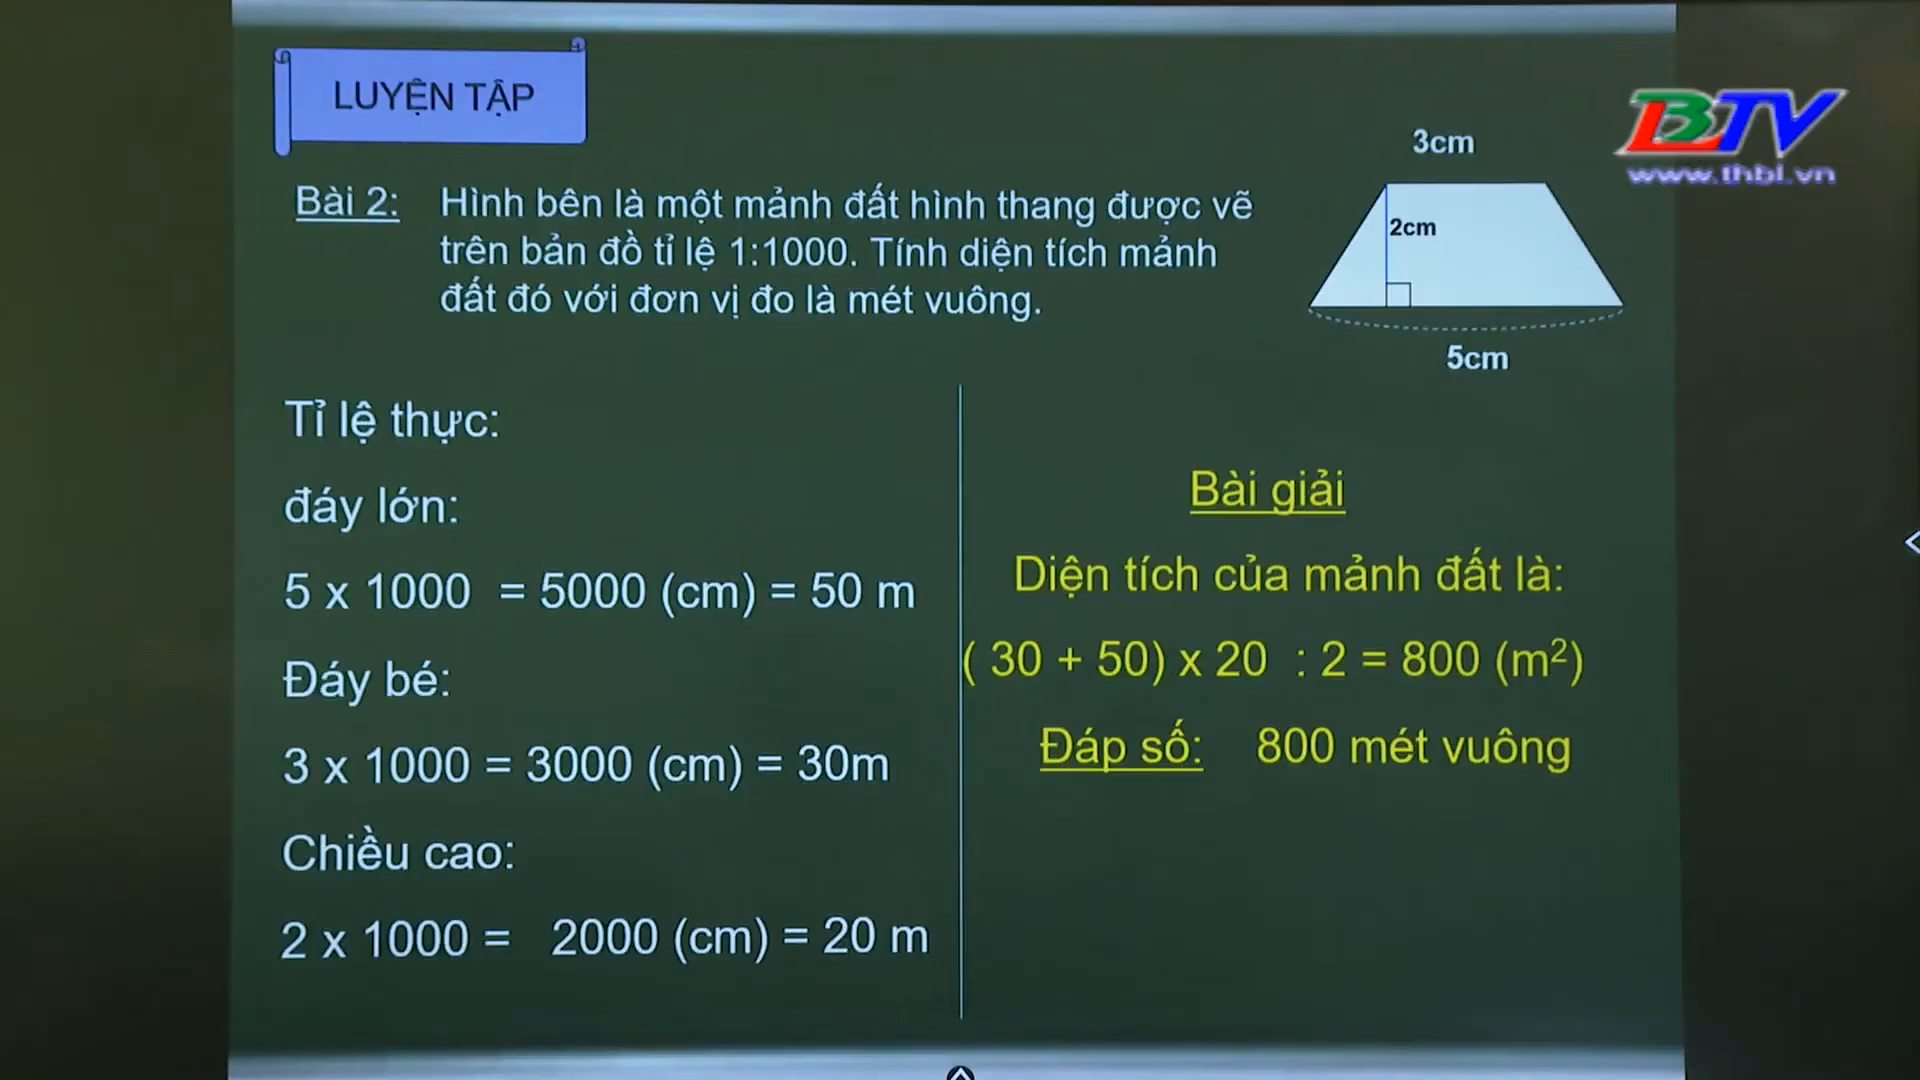 LUYỆN TẬP
BTV
www.thbl.vn
3cm
Bài 2: Hình bên là một mảnh đất hình thang được vẽ
trên bản đồ tỉ lệ 1:1000. Tính diện tích mảnh
đất đó với đơn vị đo là mét vuông.
2cm
5cm
Tỉ lệ thực:
đáy lớn:
5 x 1000 = 5000 (cm) = 50 m
Đáy bé:
3 x 1000 = 3000 (cm) = 30m
Chiều cao:
2 x 1000 = 2000 (cm) = 20 m
Bài giải
Diện tích của mảnh đất là:
( 30 + 50) x 20 : 2 = 800 (m²)
Đáp số: 800 mét vuông